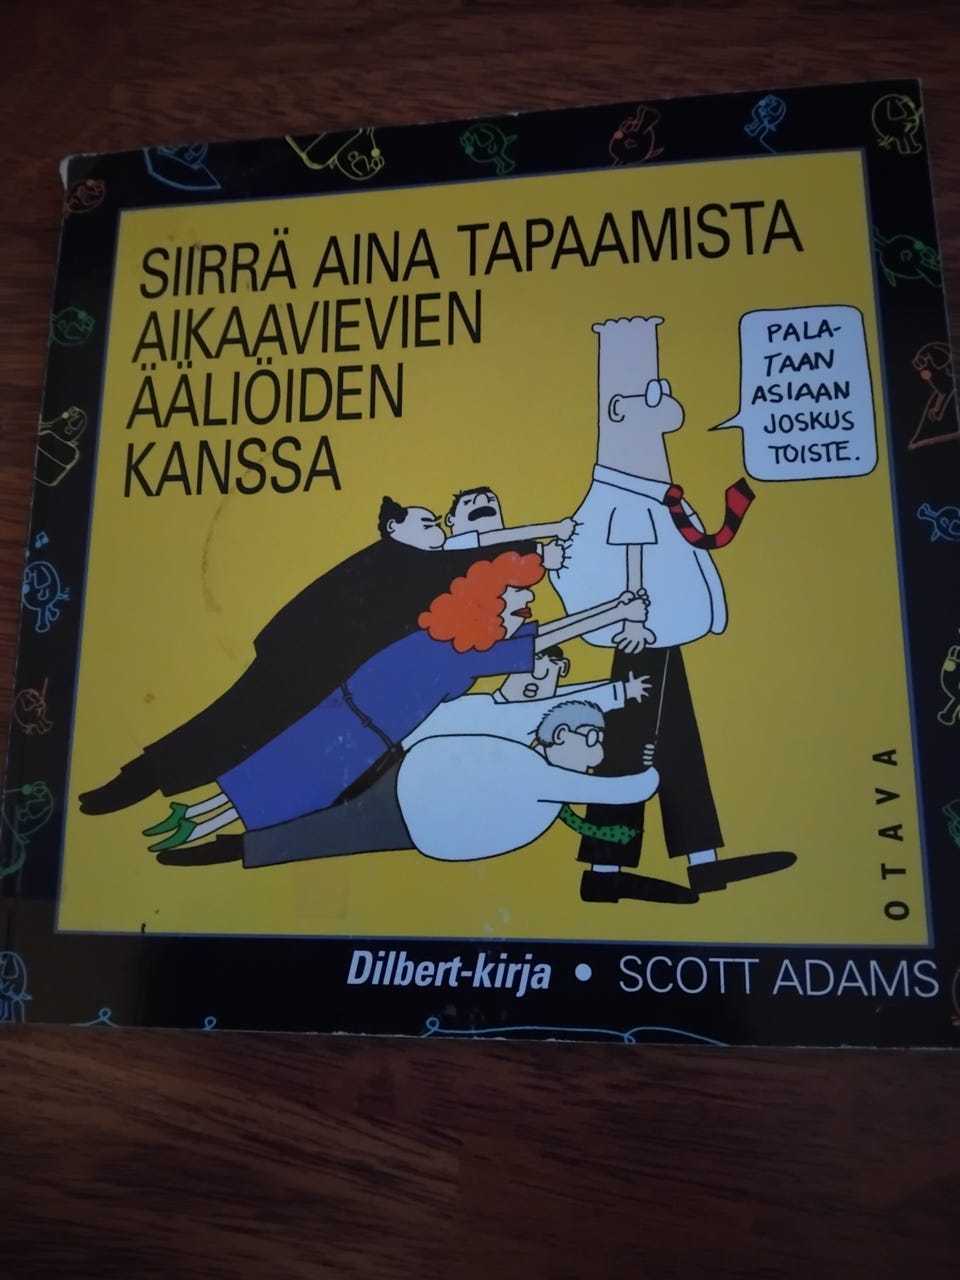 SIIRRÄ AINA TAPAAMISTA
AIKAAVIEVIEN
ÄÄLIÖIDEN
KANSSA
PALA-
TAAN
ASIAAN
JOSKUS
TOISTE.
OTAVA
Dilbert-kirja • SCOTT ADAMS